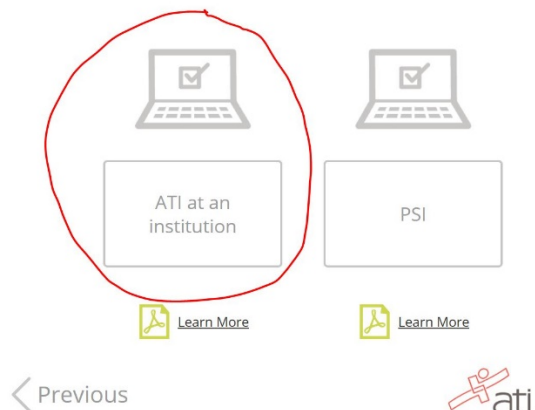 ATI at an
institution
PSI
Learn More
Learn More
Previous
ati